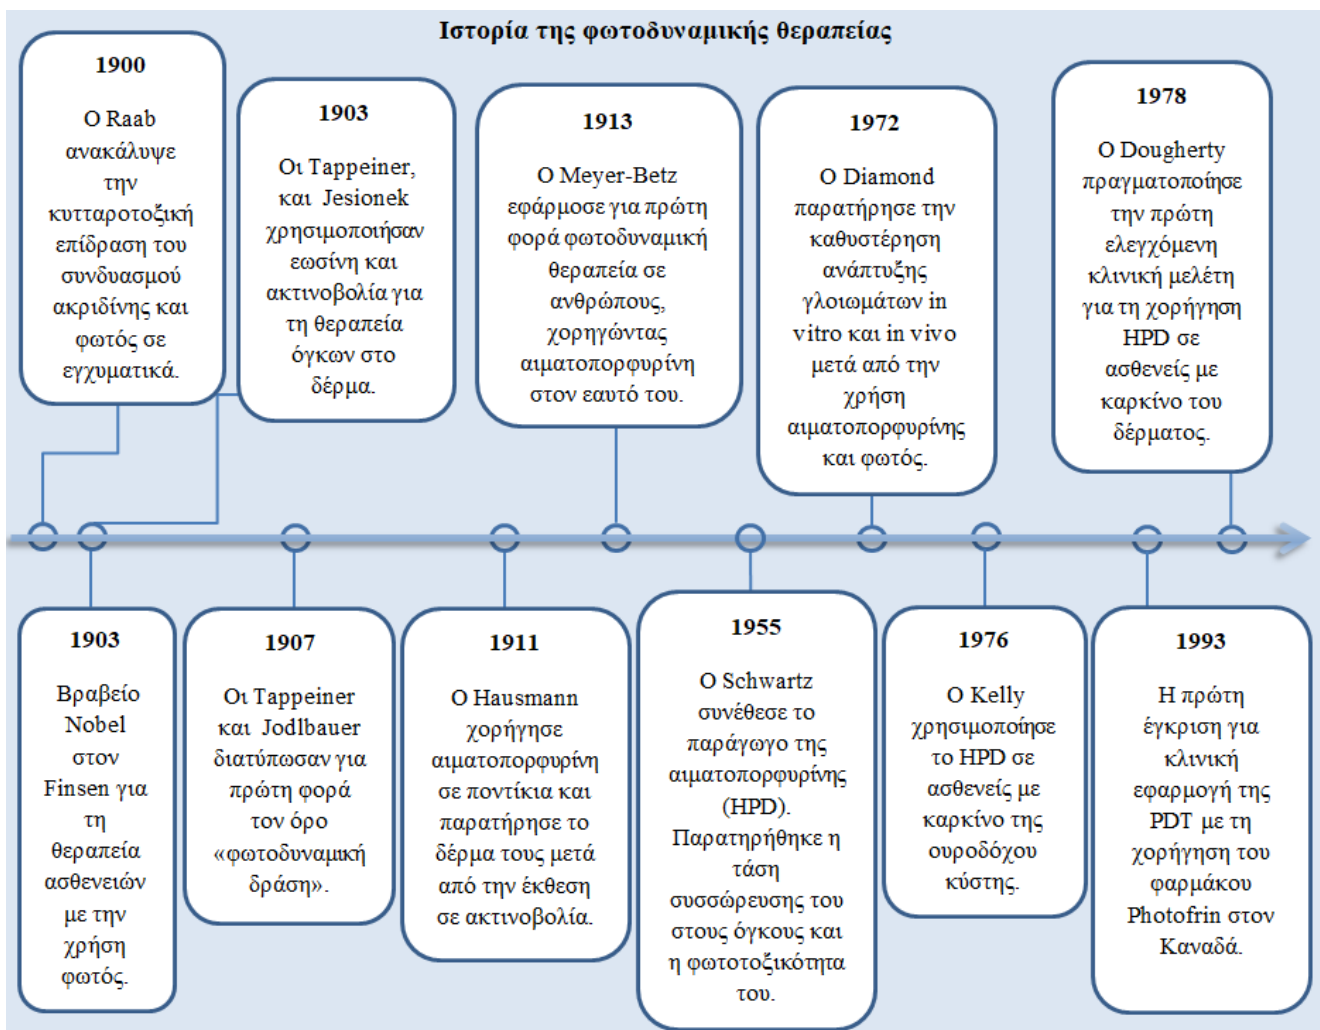 Ιστορία της φωτοδυναμικής θεραπείας
1900
Ο Raab
ανακάλυψε
την
κυτταροτοξική
επίδραση του
συνδυασμού
ακριδίνης και
φωτός σε
εγχυματικά.
1903
Οι Tappeiner,
και Jesionek
χρησιμοποιήσαν
εωσίνη και
ακτινοβολία για
τη θεραπεία
όγκων στο
δέρμα.
1913
Ο Meyer-Betz
εφάρμοσε για πρώτη
φορά φωτοδυναμική
θεραπεία σε
ανθρώπους,
χορηγώντας
αιματοπορφυρίνη
στον εαυτό του.
1972
Ο Diamond
παρατήρησε την
καθυστέρηση
ανάπτυξης
γλοιωμάτων in
vitro και in vivo
μετά από την
χρήση
αιματοπορφυρίνης
και φωτός.
1978
Ο Dougherty
πραγματοποίησε
την πρώτη
ελεγχόμενη
κλινική μελέτη
για τη χορήγηση
HPD σε
ασθενείς με
καρκίνο του
δέρματος.
1903
Βραβείο
Nobel
στον
Finsen για
τη
θεραπεία
ασθενειών
με την
χρήση
φωτός.
1907
Οι Tappeiner
και Jodlbauer
διατύπωσαν για
πρώτη φορά
τον όρο
«φωτοδυναμική
δράση».
1911
Ο Hausmann
χορήγησε
αιματοπορφυρίνη
σε ποντίκια και
παρατήρησε το
δέρμα τους μετά
από την έκθεση
σε ακτινοβολία.
1955
Ο Schwartz
συνέθεσε το
παράγωγο της
αιματοπορφυρίνης
(HPD).
Παρατηρήθηκε η
τάση
συσσώρευσης του
στους όγκους και
η φωτοτοξικότητα
του.
1976
Ο Kelly
χρησιμοποίησε
το HPD σε
ασθενείς με
καρκίνο της
ουροδόχου
κύστης.
1993
Η πρώτη
έγκριση για
κλινική
εφαρμογή της
PDT με τη
χορήγηση του
φαρμάκου
Photofrin στον
Καναδά.